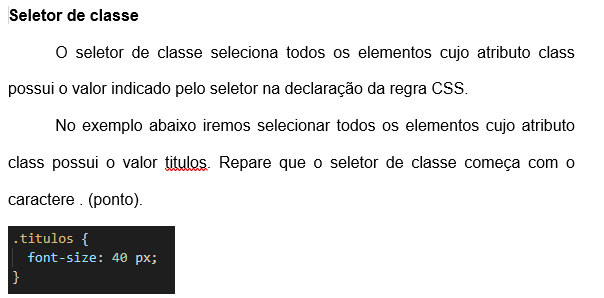 Seletor de classe
O seletor de classe seleciona todos os elementos cujo atributo class
possui o valor indicado pelo seletor na declaração da regra CSS.
No exemplo abaixo iremos selecionar todos os elementos cujo atributo
class possui o valor titulos. Repare que o seletor de classe começa com o
caractere . (ponto).
.titulos {
font-size: 40 px;
}